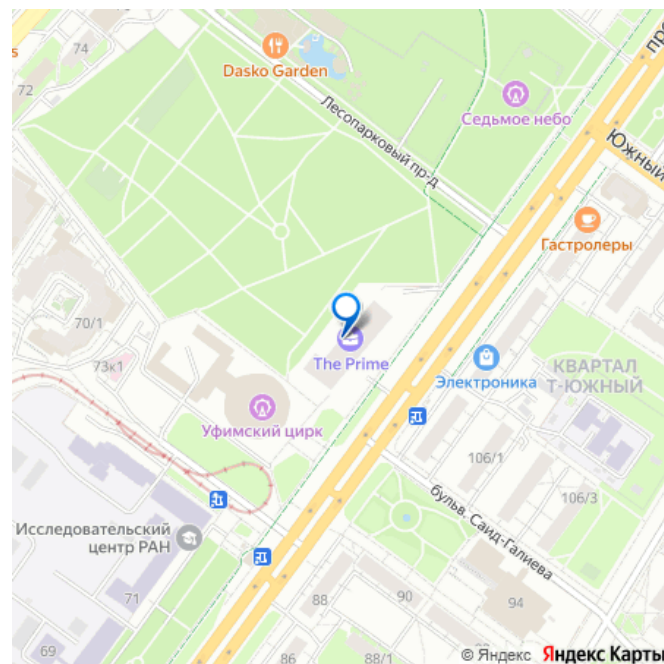 74
s
72
Dasko Garden
Лесопарковый пр-д
Седьмое небо
про
Южный
Гастролеры
The Prime
Электроника
КВАРТАЛ
Т-ЮЖНЫЙ
70/1
73к1
Уфимский цирк
106/1
106/3
бульв. Саид-Галиева
Исследовательский
центр РАН
71
69
88
90
94
86
88/1
© Яндекс Яндекс Карты